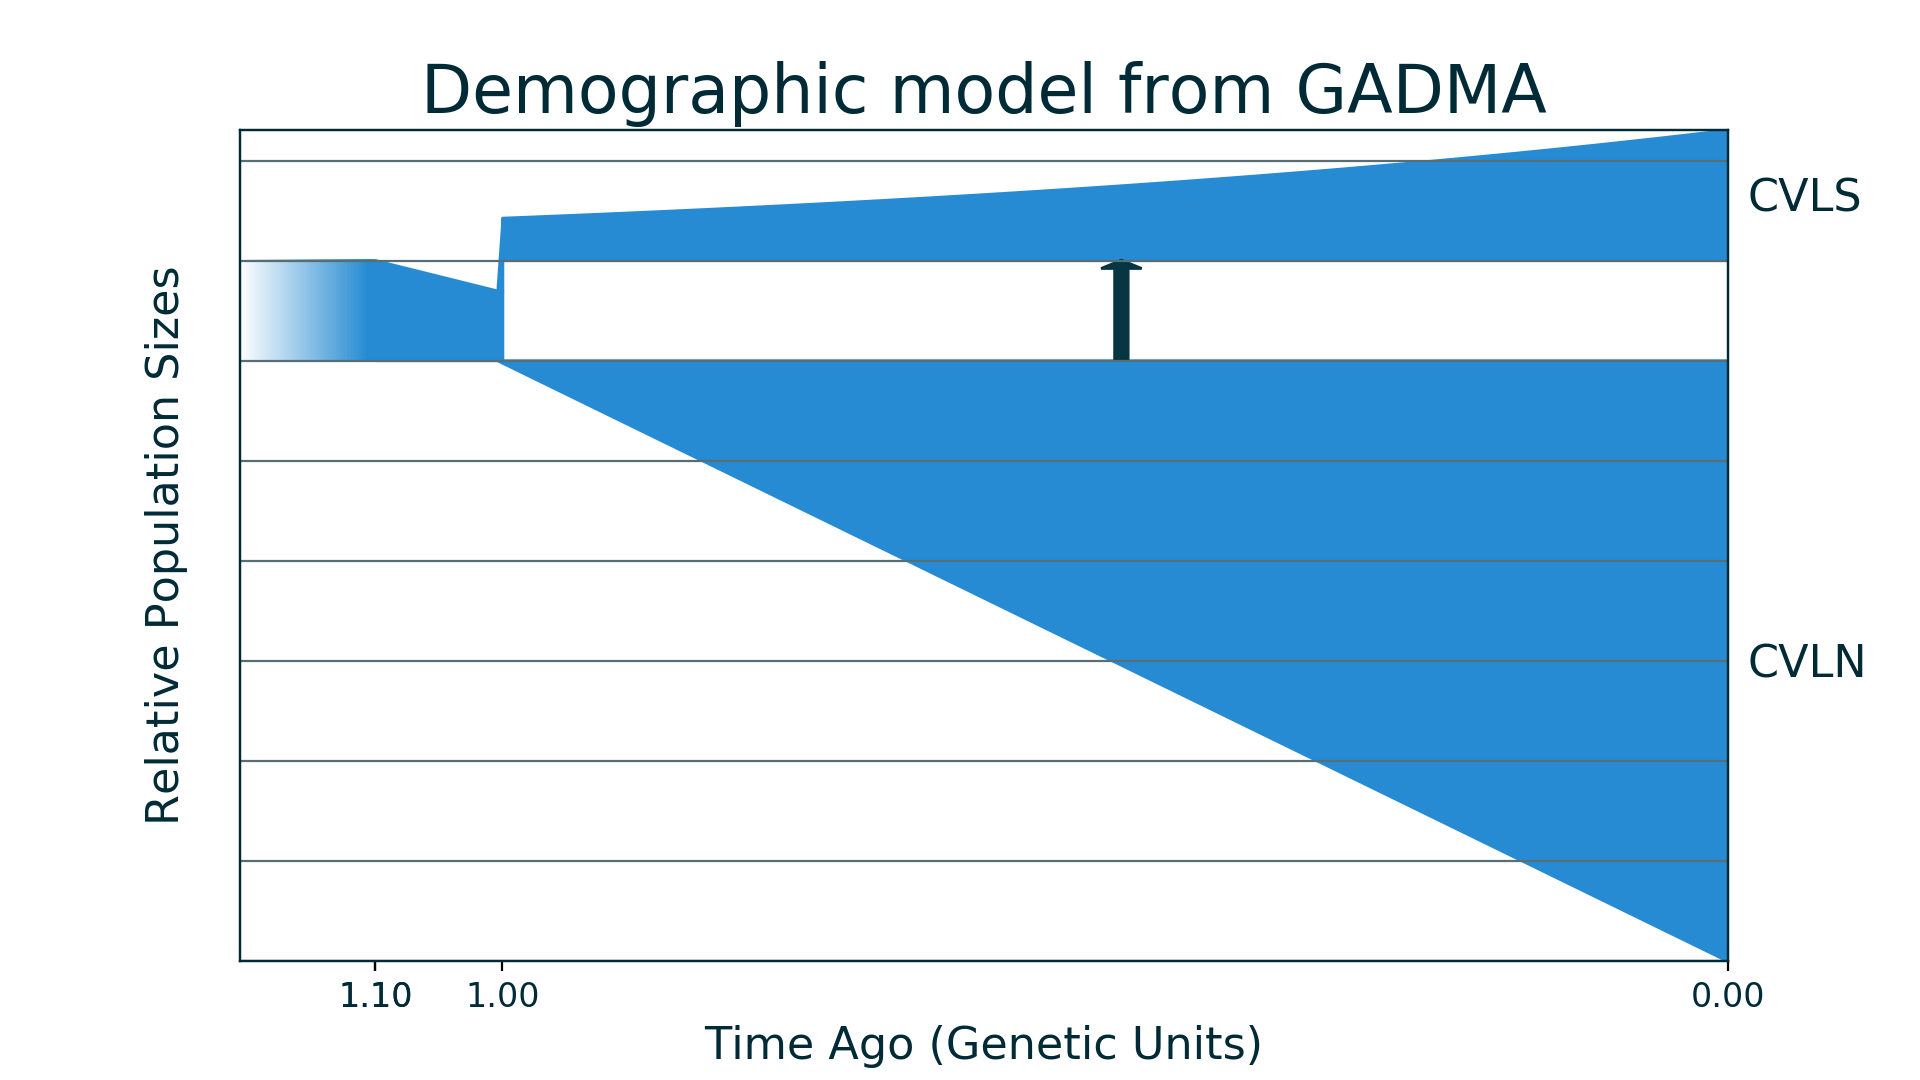 Demographic model from GADMA
Relative Population Sizes
CVLS
CVLN
1.10
1.00
0.00
Time Ago (Genetic Units)